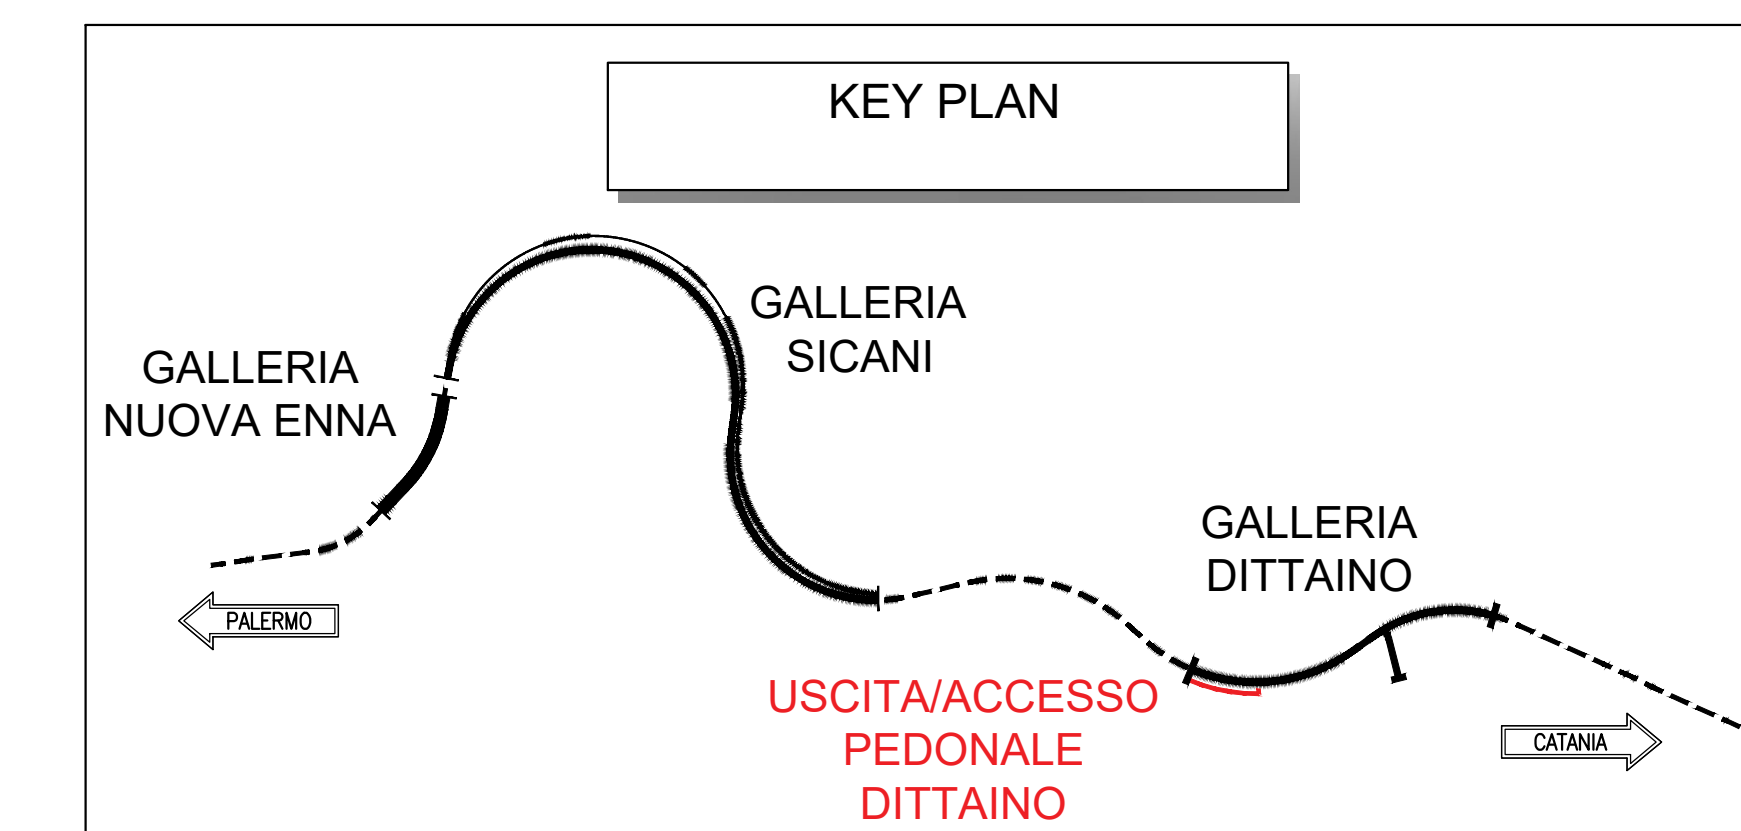 KEY PLAN
GALLERIA
SICANI
GALLERIA
NUOVA ENNA
GALLERIA
DITTAINO
PALERMO
USCITA/ACCESSO
PEDONALE
DITTAINO
CATANIA